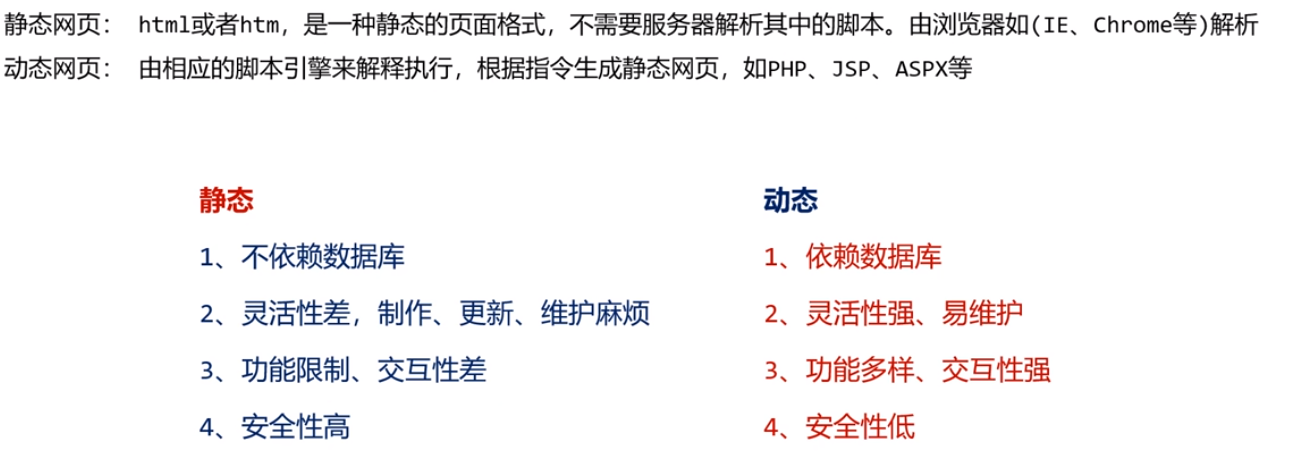 静态网页： html或者htm，是一种静态的页面格式，不需要服务器解析其中的脚本。由浏览器如(IE、Chrome等)解析
动态网页： 由相应的脚本引擎来解释执行，根据指令生成静态网页，如PHP、JSP、ASPX等
静态
1、不依赖数据库
2、灵活性差，制作、更新、维护麻烦
3、功能限制、交互性差
4、安全性高
动态
1、依赖数据库
2、灵活性强、易维护
3、功能多样、交互性强
4、安全性低